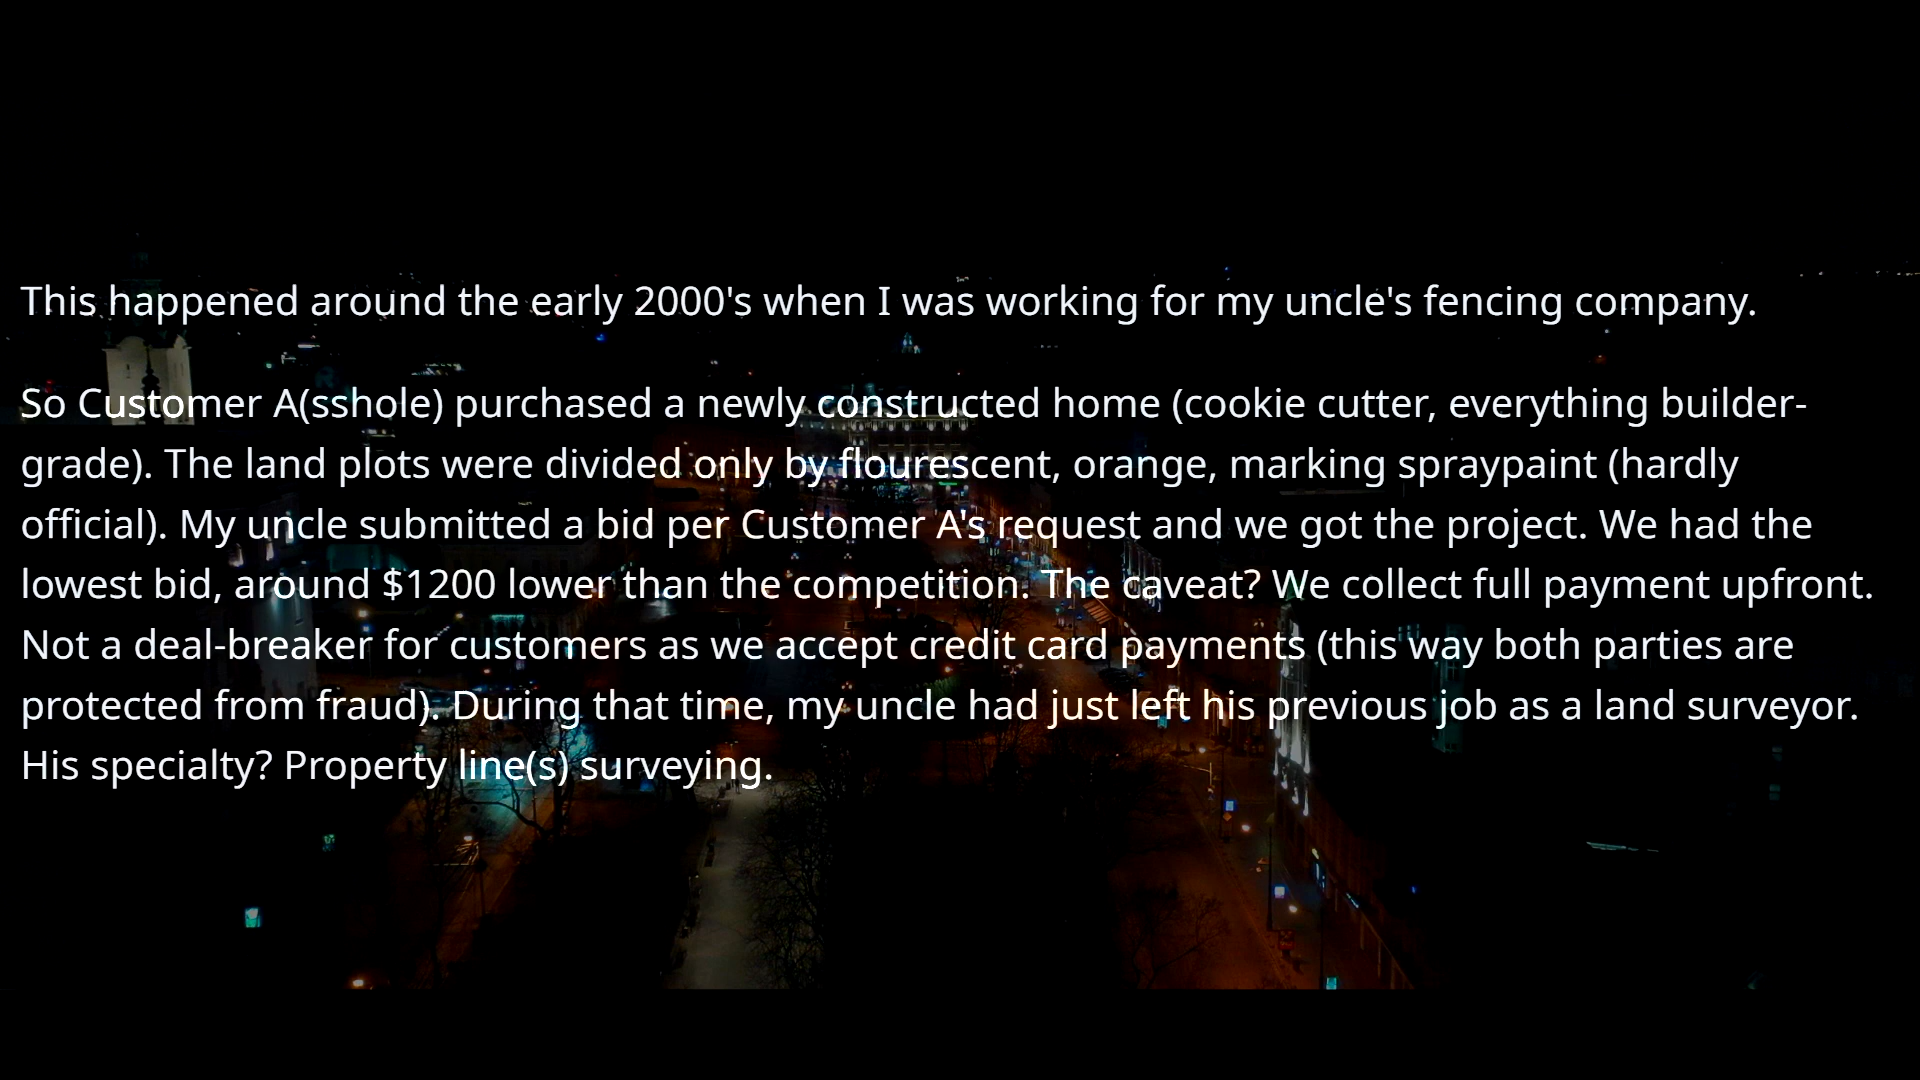 This happened around the early 2000's when I was working for my uncle's fencing company.
So Customer A(sshole) purchased a newly constructed home (cookie cutter, everything builder-
grade). The land plots were divided only by flourescent, orange, marking spraypaint (hardly
official). My uncle submitted a bid per Customer A's request and we got the project. We had the
lowest bid, around $1200 lower than the competition. The caveat? We collect full payment upfront.
Not a deal-breaker for customers as we accept credit card payments (this way both parties are
protected from fraud). During that time, my uncle had just left his previous job as a land surveyor.
His specialty? Property line(s) surveying.